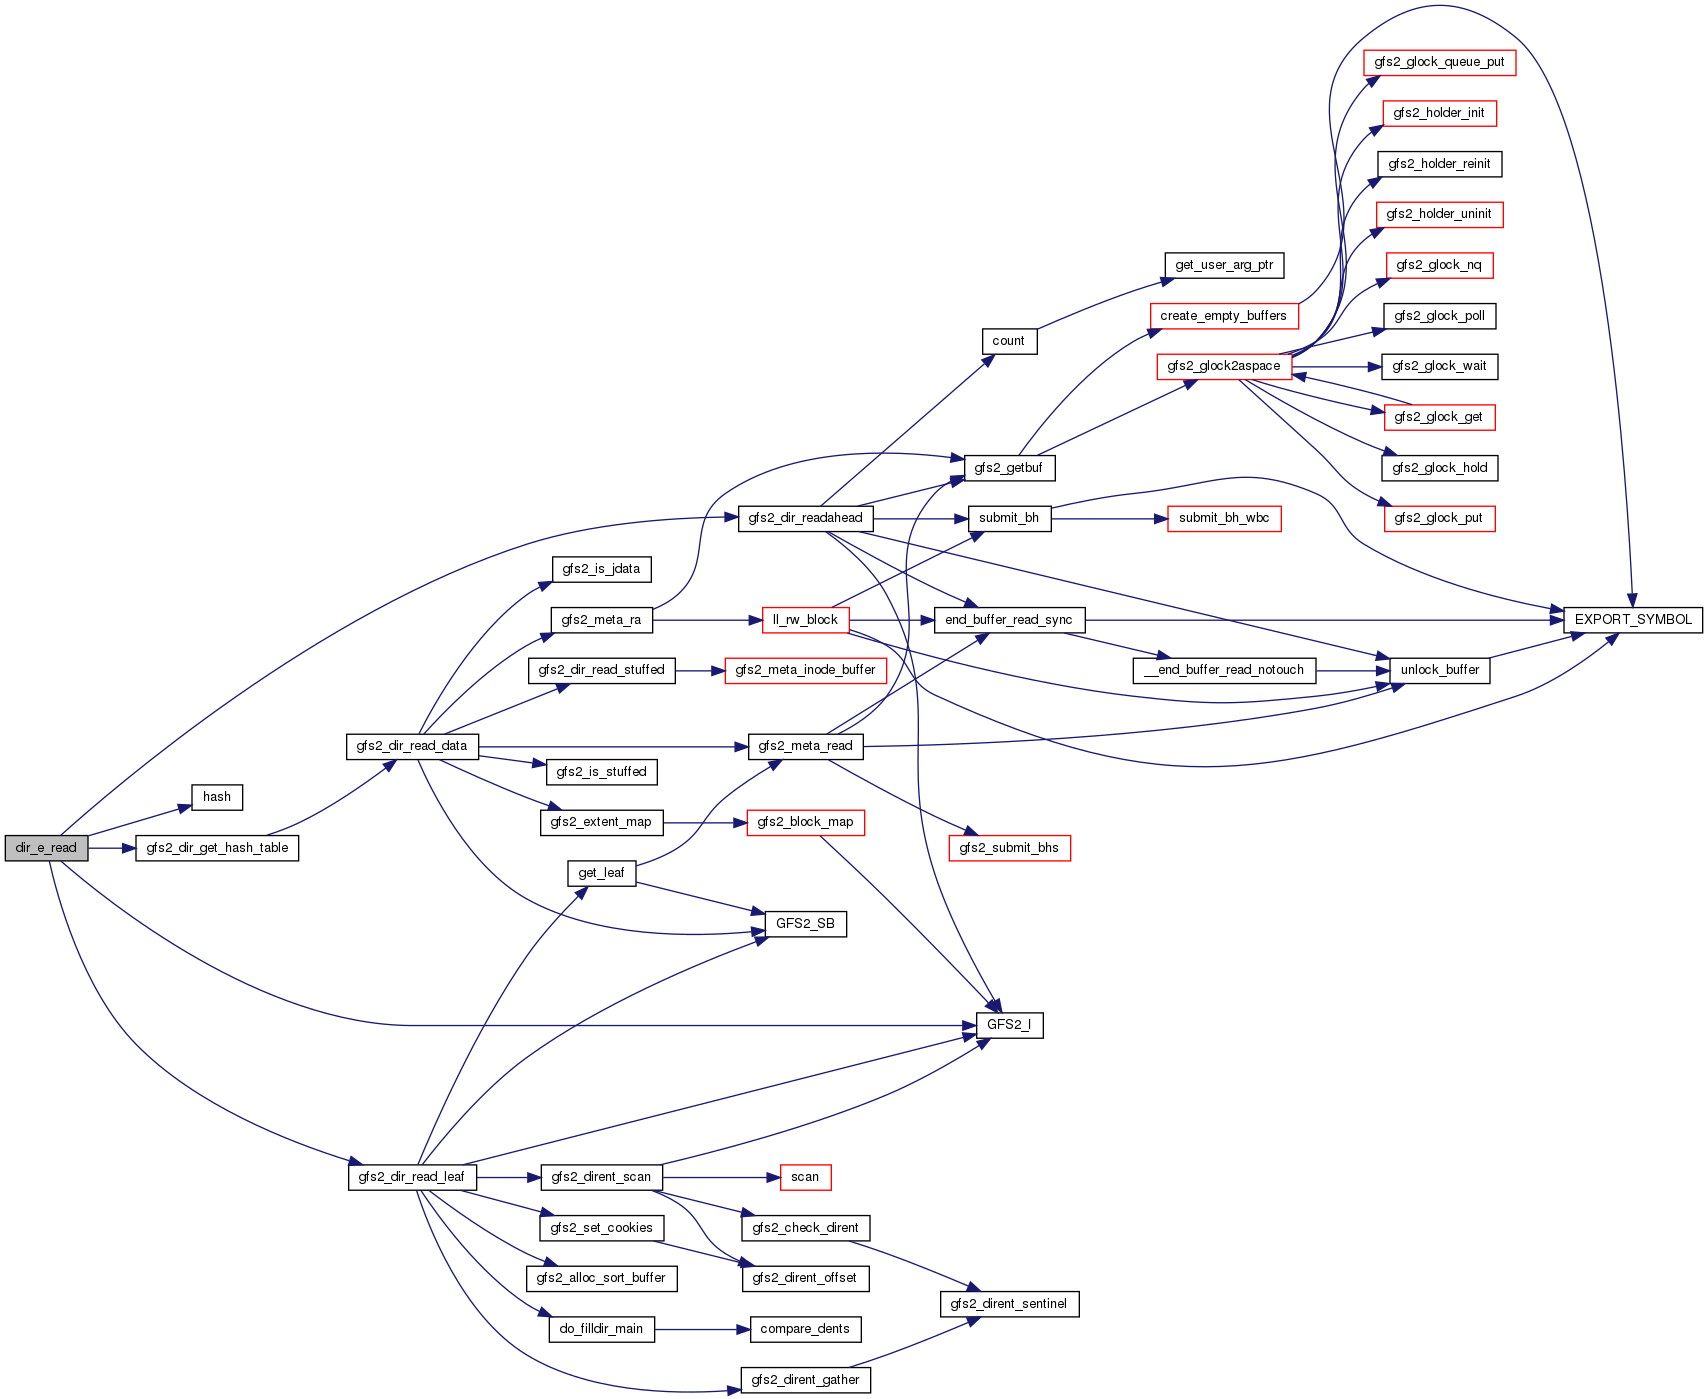 dir_e_read
hash
gfs2_dir_get_hash_table
gfs2_dir_read_data
gfs2_dir_read_leaf
gfs2_is_jdata
gfs2_meta_ra
gfs2_dir_read_stuffed
gfs2_is_stuffed
gfs2_extent_map
get_leaf
gfs2_dirent_scan
gfs2_set_cookies
gfs2_alloc_sort_buffer
do_filldir_main
gfs2_dir_readahead
ll_rw_block
gfs2_meta_inode_buffer
gfs2_meta_read
gfs2_block_map
GFS2_SB
scan
gfs2_check_dirent
gfs2_dirent_offset
compare_dents
gfs2_dirent_gather
count
gfs2_getbuf
submit_bh
end_buffer_read_sync
gfs2_submit_bhs
GFS2_I
gfs2_dirent_sentinel
get_user_arg_ptr
create_empty_buffers
gfs2_glock2aspace
submit_bh_wbc
__end_buffer_read_notouch
gfs2_glock_queue_put
gfs2_holder_init
gfs2_holder_reinit
gfs2_holder_uninit
gfs2_glock_nq
gfs2_glock_poll
gfs2_glock_wait
gfs2_glock_get
gfs2_glock_hold
gfs2_glock_put
unlock_buffer
EXPORT_SYMBOL